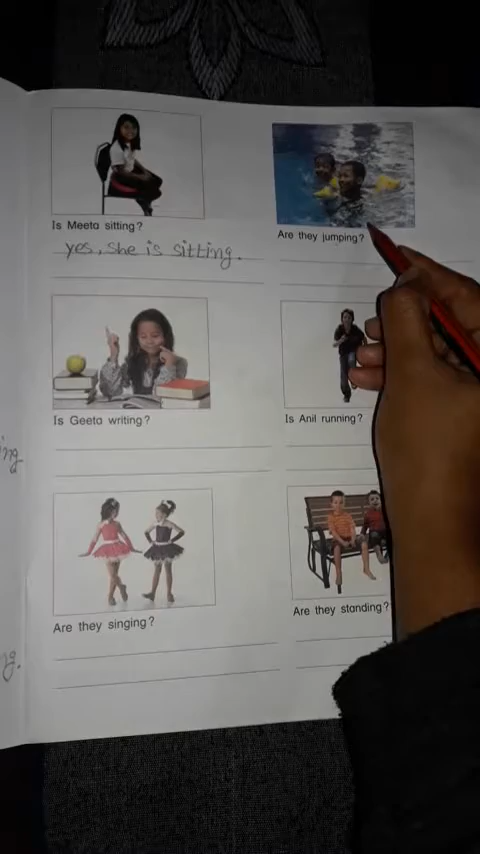 Is Meeta sitting?
yes, she is sitting.
Are they jumping?
Is Geeta writing?
Is Anil running?
ing
Are they singing?
Are they standing?
g.